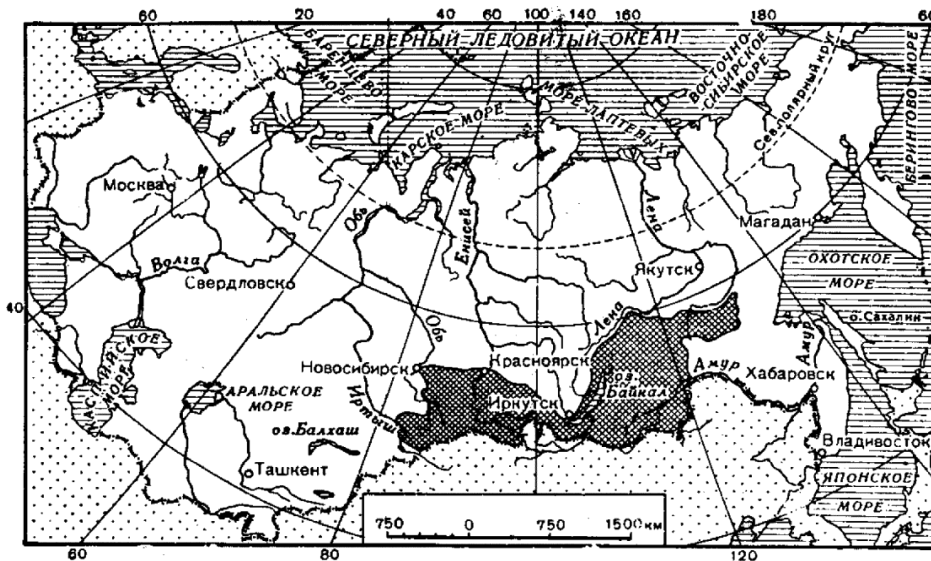 60
20
40
60
100
140
160
180
60
СЕВЕРНЫЙ ЛЕДОВИТЫЙ ОКЕАН
БАРЕНЦЕВО
МОРЕ
КАРСКОЕ МОРЕ
МОРЕ ЛАПТЕВЫХ
ВОСТОЧНО-
СИБИРСКОЕ
МОРЕ
Сев. полярный круг
БЕРИНГОВО МОРЕ
Москва
Обь
Енисей
Лена
Магадан
Волга
Свердловск
Якутск
ОХОТСКОЕ
МОРЕ
40
о. Сахалин
Обь
Лена
КАСПИЙСКОЕ
МОРЕ
Новосибирск
Красноярск
Амур
Амур
Хабаровск
АРАЛЬСКОЕ
МОРЕ
Иртыш
Иркутск
оз.
Байкал
оз. Балхаш
Владивосток
Ташкент
ЯПОНСКОЕ
МОРЕ
750 0 750 1500 км
60
80
120